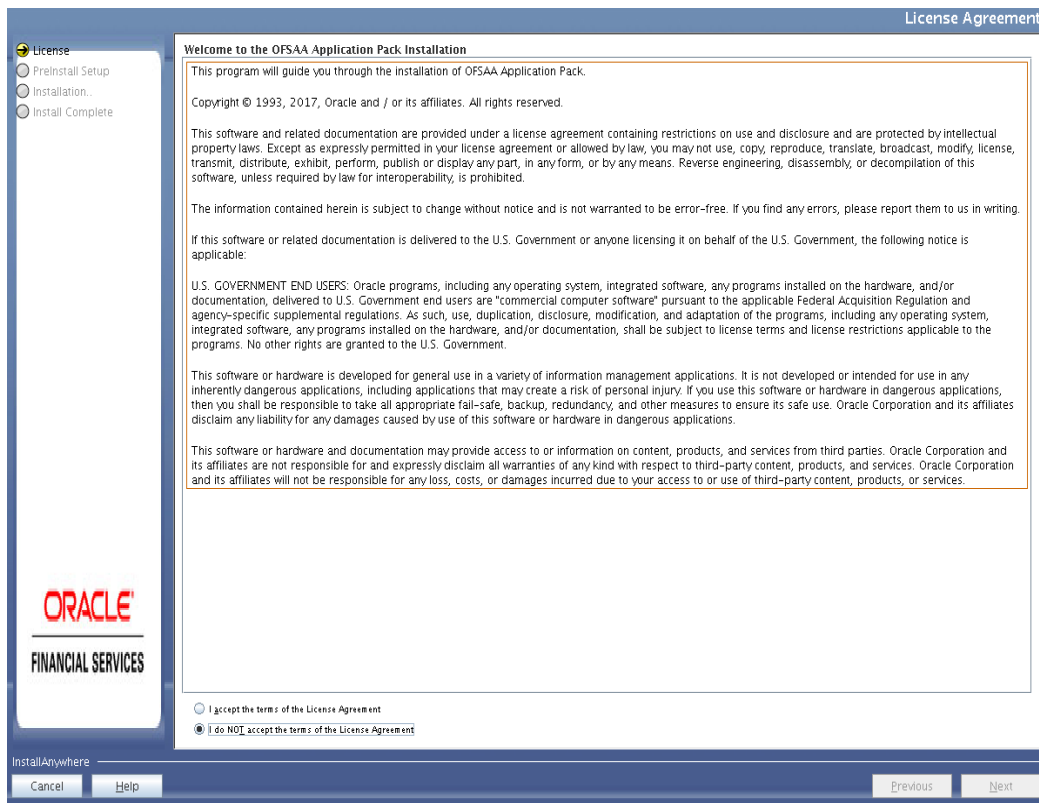 License Agreement
License
PreInstall Setup
Installation..
Install Complete
Welcome to the OFSAA Application Pack Installation
This program will guide you through the installation of OFSAA Application Pack.
Copyright © 1993, 2017, Oracle and / or its affiliates. All rights reserved.
This software and related documentation are provided under a license agreement containing restrictions on use and disclosure and are protected by intellectual
property laws. Except as expressly permitted in your license agreement or allowed by law, you may not use, copy, reproduce, translate, broadcast, modify, license,
transmit, distribute, exhibit, perform, publish or display any part, in any form, or by any means. Reverse engineering, disassembly, or decompilation of this
software, unless required by law for interoperability, is prohibited.
The information contained herein is subject to change without notice and is not warranted to be error-free. If you find any errors, please report them to us in writing.
If this software or related documentation is delivered to the U.S. Government or anyone licensing it on behalf of the U.S. Government, the following notice is
applicable:
U.S. GOVERNMENT END USERS: Oracle programs, including any operating system, integrated software, any programs installed on the hardware, and/or
documentation, delivered to U.S. Government end users are "commercial computer software" pursuant to the applicable Federal Acquisition Regulation and
agency-specific supplemental regulations. As such, use, duplication, disclosure, modification, and adaptation of the programs, including any operating system,
integrated software, any programs installed on the hardware, and/or documentation, shall be subject to license terms and license restrictions applicable to the
programs. No other rights are granted to the U.S. Government.
This software or hardware is developed for general use in a variety of information management applications. It is not developed or intended for use in any
inherently dangerous applications, including applications that may create a risk of personal injury. If you use this software or hardware in dangerous applications,
then you shall be responsible to take all appropriate fail-safe, backup, redundancy, and other measures to ensure its safe use. Oracle Corporation and its affiliates
disclaim any liability for any damages caused by use of this software or hardware in dangerous applications.
This software or hardware and documentation may provide access to or information on content, products, and services from third parties. Oracle Corporation and
its affiliates are not responsible for and expressly disclaim all warranties of any kind with respect to third-party content, products, and services. Oracle Corporation
and its affiliates will not be responsible for any loss, costs, or damages incurred due to your access to or use of third-party content, products, or services.
ORACLE
FINANCIAL SERVICES
I accept the terms of the License Agreement
I do NOT accept the terms of the License Agreement
InstallAnywhere
Cancel
Help
Previous
Next